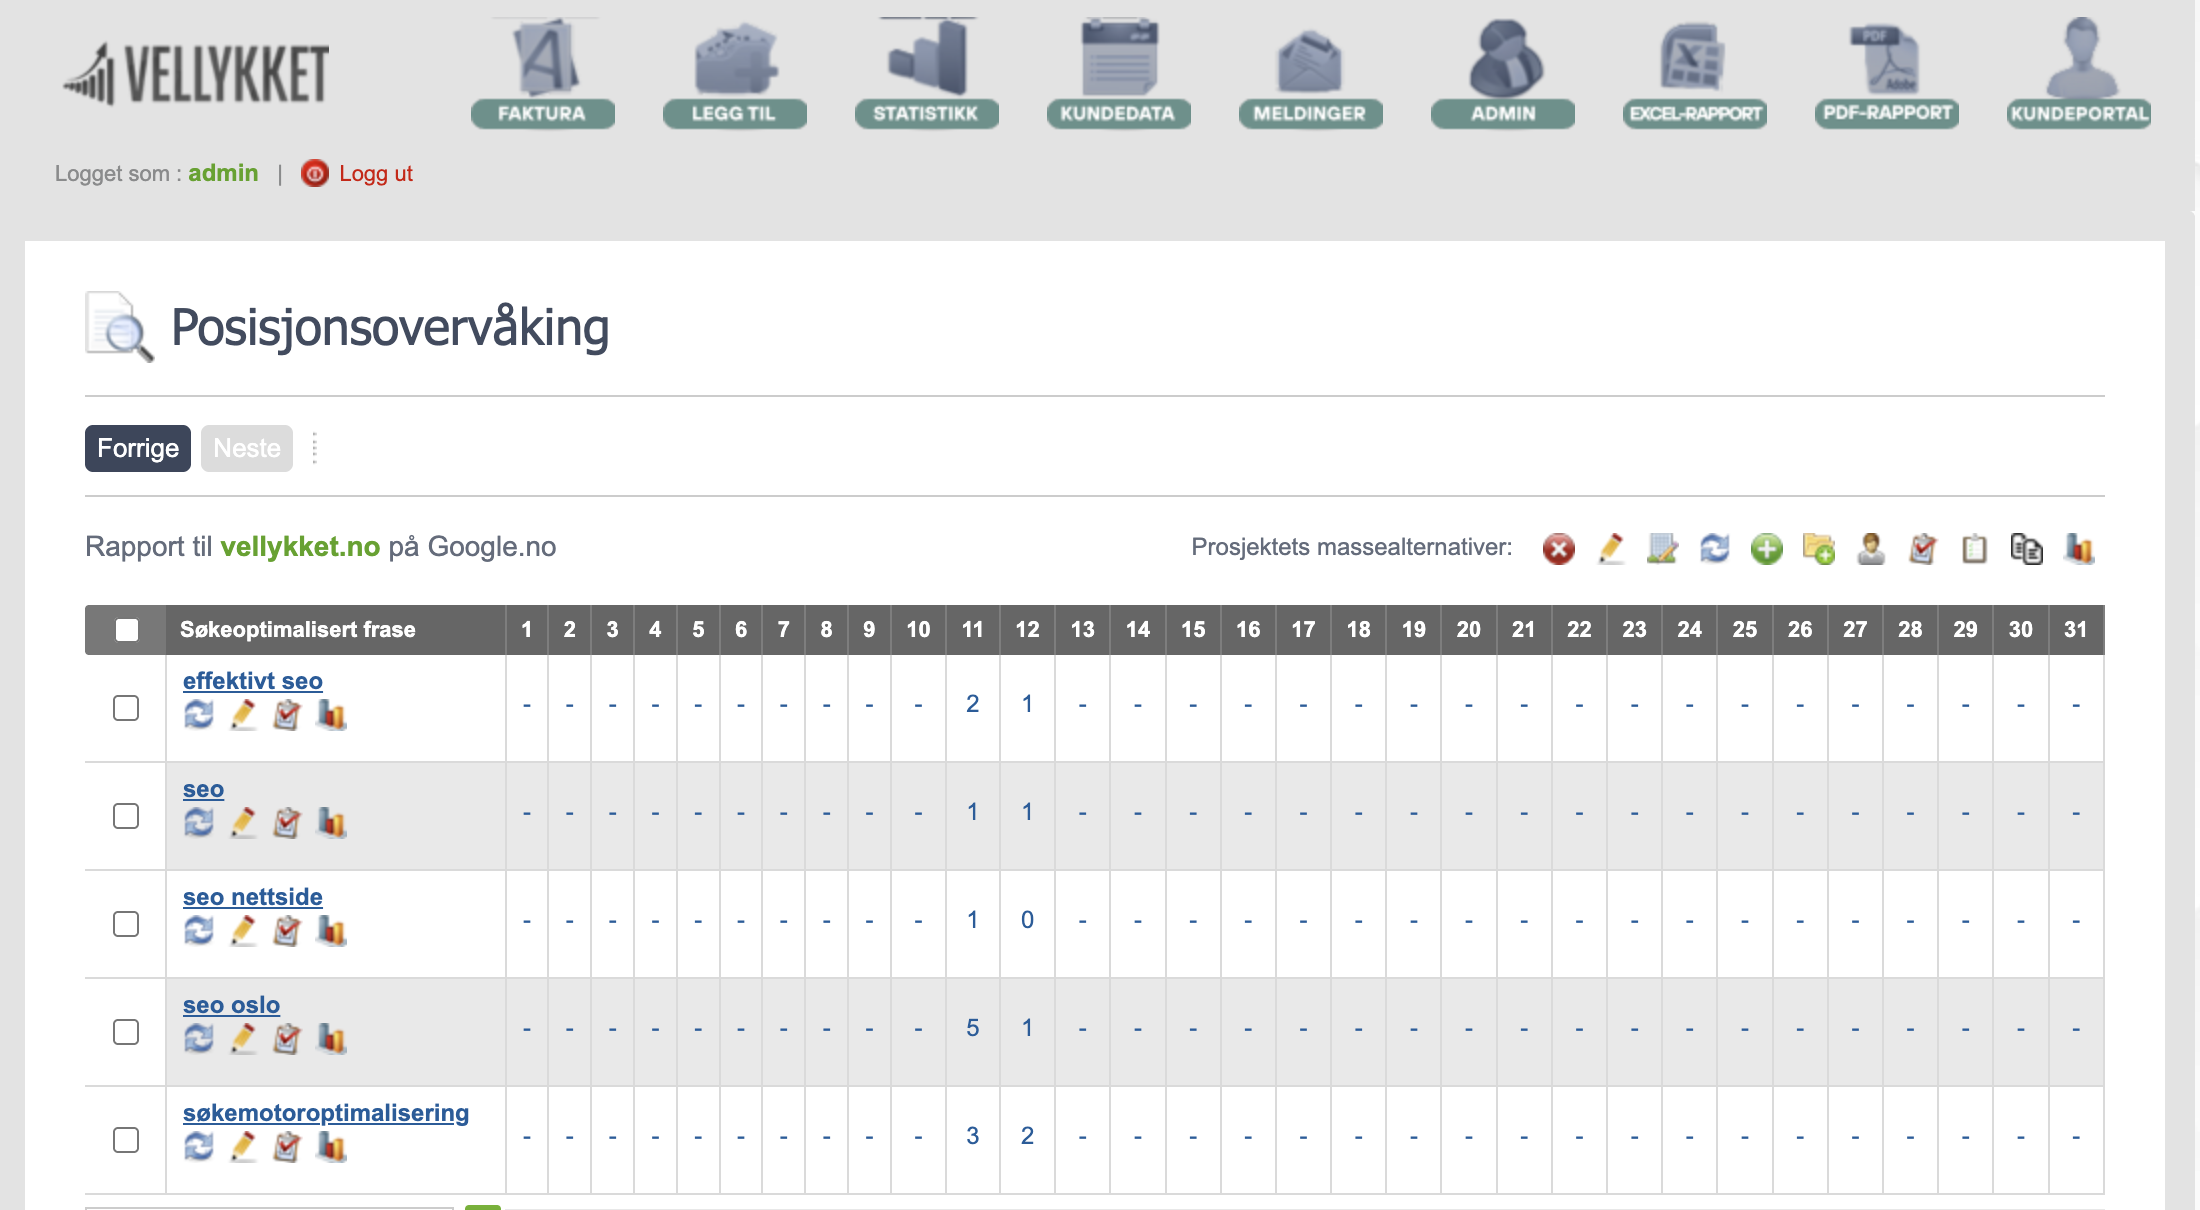 VELLYKKET
FAKTURA
LEGG TIL
STATISTIKK
KUNDEDATA
MELDINGER
ADMIN
EXCEL-RAPPORT
PDF
Adobe
PDF-RAPPORT
KUNDEPORTAL
Logget som : admin | Logg ut
Posisjonsovervåking
Forrige Neste
Rapport til vellykket.no på Google.no
Prosjektets massealternativer:
Søkeoptimalisert frase 1 2 3 4 5 6 7 8 9 10 11 12 13 14 15 16 17 18 19 20 21 22 23 24 25 26 27 28 29 30 31
effektivt seo - - - - - - - - - - 2 1 - - - - - - - - - - - - - - - - - - -
seo - - - - - - - - - - 1 1 - - - - - - - - - - - - - - - - - - -
seo nettside - - - - - - - - - - 1 0 - - - - - - - - - - - - - - - - - - -
seo oslo - - - - - - - - - - 5 1 - - - - - - - - - - - - - - - - - - -
søkemotoroptimalisering - - - - - - - - - - 3 2 - - - - - - - - - - - - - - - - - - -